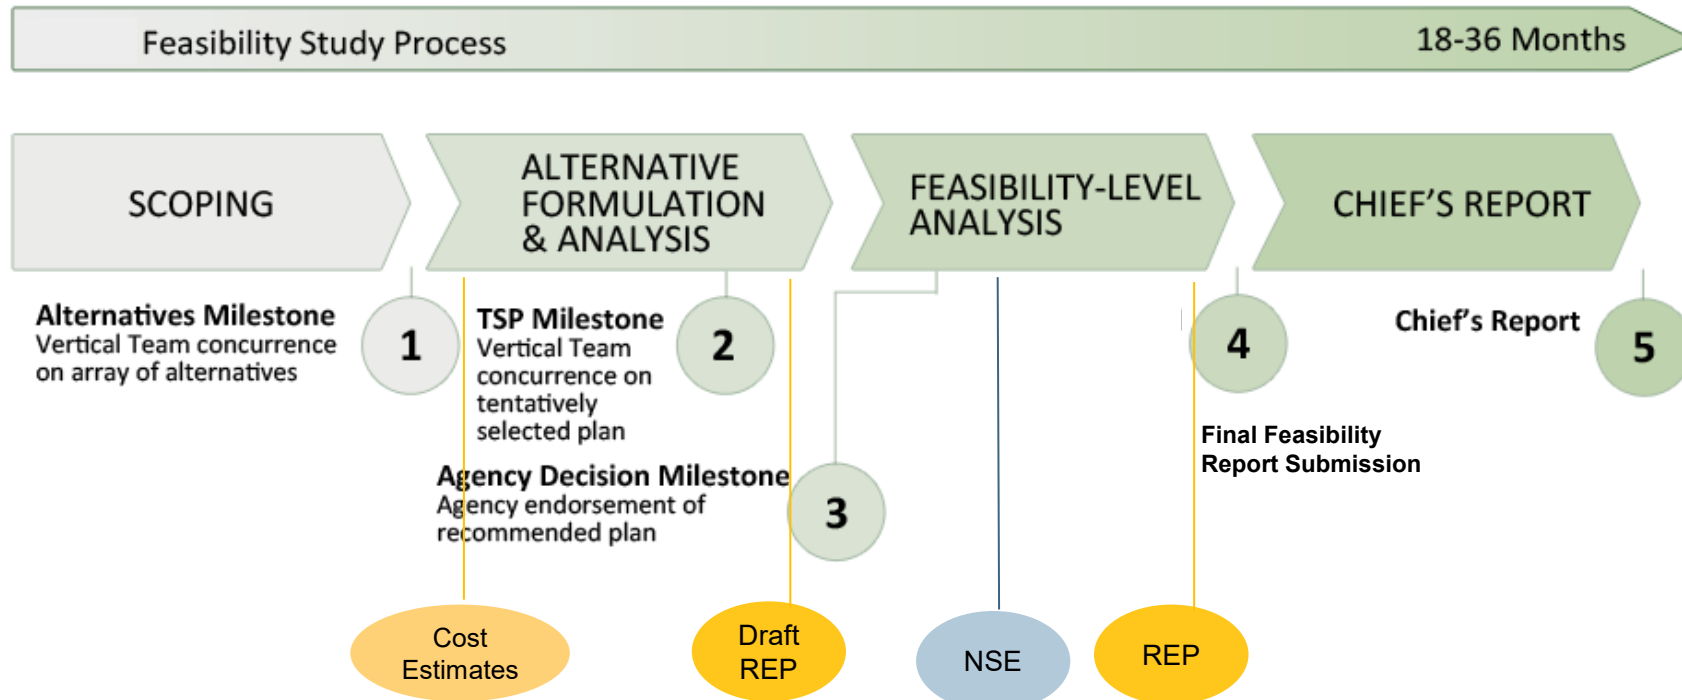 Feasibility Study Process
18-36 Months
SCOPING
ALTERNATIVE
FORMULATION
& ANALYSIS
FEASIBILITY-LEVEL
ANALYSIS
CHIEF'S REPORT
Alternatives Milestone
Vertical Team concurrence
on array of alternatives
1
TSP Milestone
Vertical Team
concurrence on
tentatively
selected plan
2
Agency Decision Milestone
Agency endorsement of
recommended plan
3
4
Final Feasibility
Report Submission
Chief's Report
5
Cost
Estimates
Draft
REP
NSE
REP